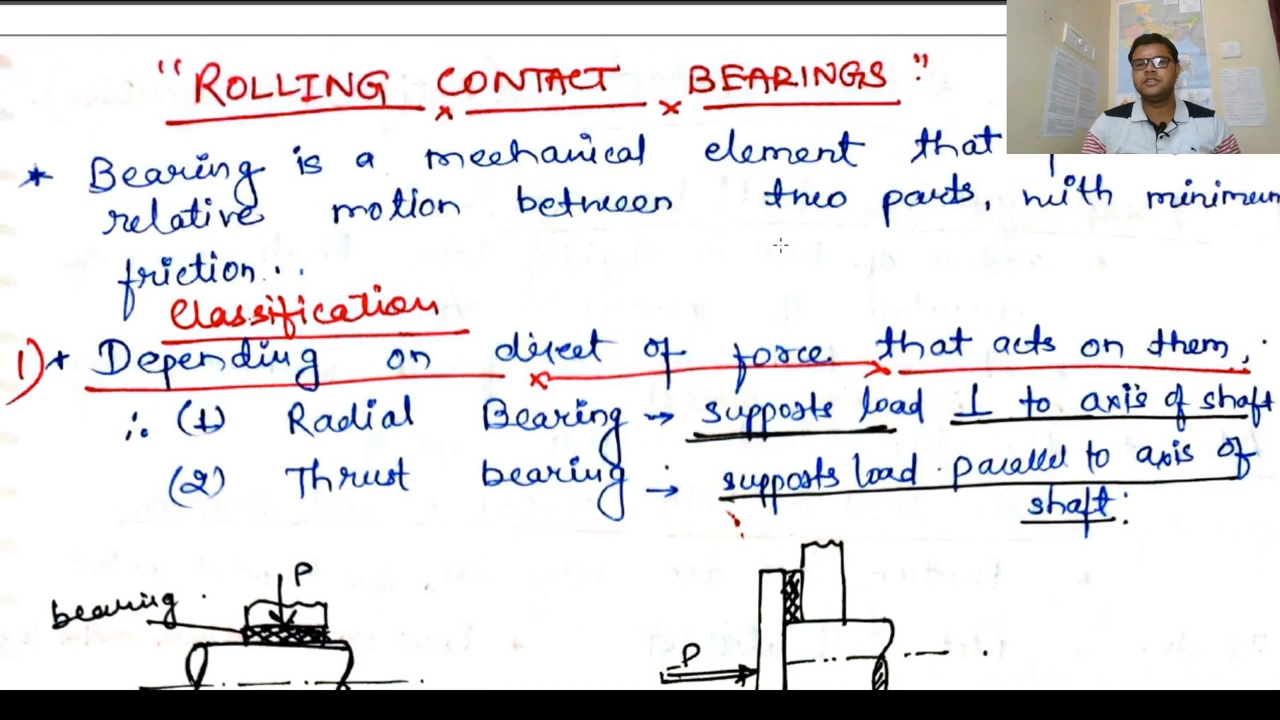 "ROLLING CONTACT BEARINGS"
* Bearing is a mechanical element that
relative motion between two parts, with minimum
friction..
Classification
1) * Depending on direct of force that acts on them,.
∴ (1) Radial Bearing → supports load ⊥ to axis of shaft
(2) Thrust bearing → supports load parallel to axis of
shaft:
bearing.
P
P